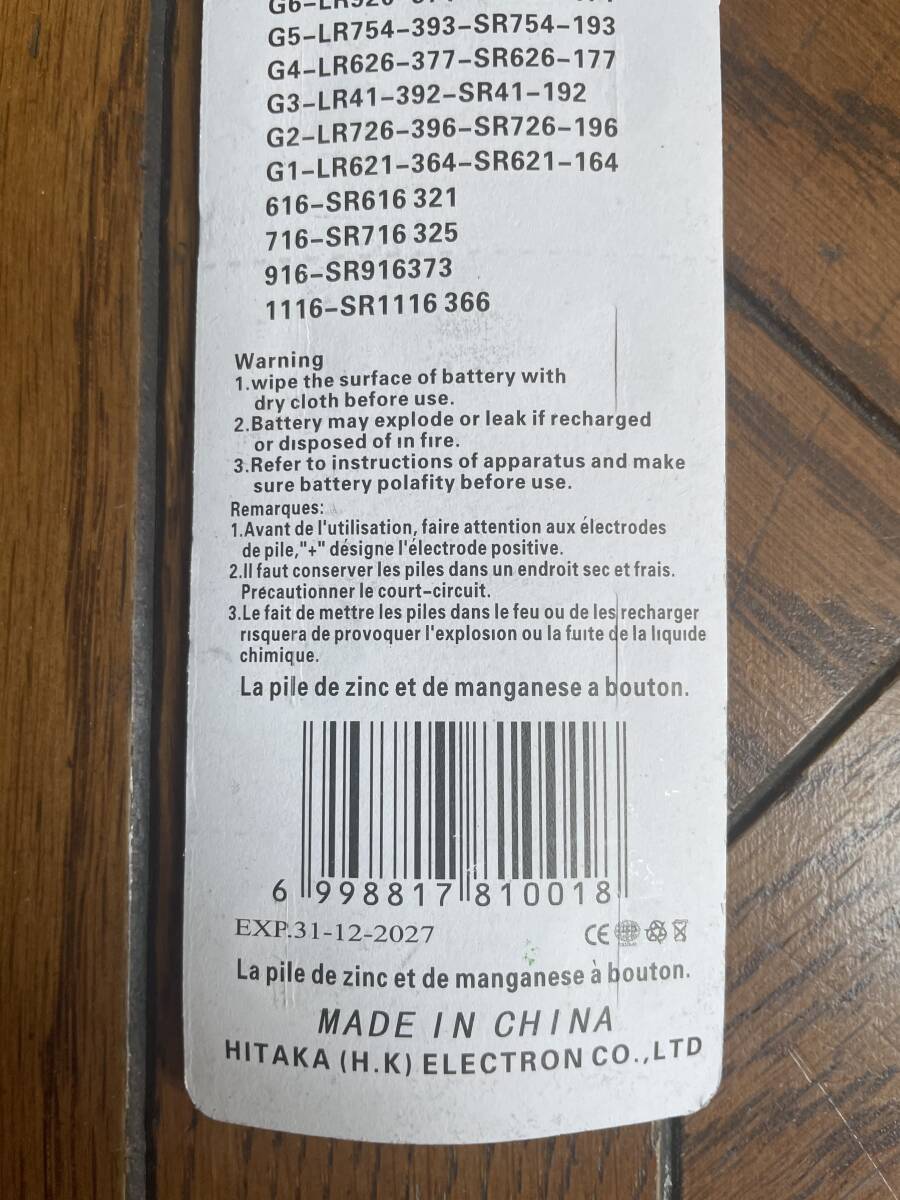 G5-LR754-393-SR754-193
G4-LR626-377-SR626-177
G3-LR41-392-SR41-192
G2-LR726-396-SR726-196
G1-LR621-364-SR621-164
616-SR616 321
716-SR716 325
916-SR916373
1116-SR1116 366
Warning
1.wipe the surface of battery with
dry cloth before use.
2.Battery may explode or leak if recharged
or disposed of in fire.
3.Refer to instructions of apparatus and make
sure battery polafity before use.
Remarques:
1.Avant de l'utilisation, faire attention aux électrodes
de pile,"+" désigne l'électrode positive.
2.Il faut conserver les piles dans un endroit sec et frais.
Précautionner le court-circuit.
3.Le fait de mettre les piles dans le feu ou de les recharger
risquera de provoquer l'explosion ou la fuite de la liquide
chimique.
La pile de zinc et de manganese a bouton.
6 998817 810018
EXP.31-12-2027
CE
La pile de zinc et de manganese à bouton.
MADE IN CHINA
HITAKA (H.K) ELECTRON CO.,LTD